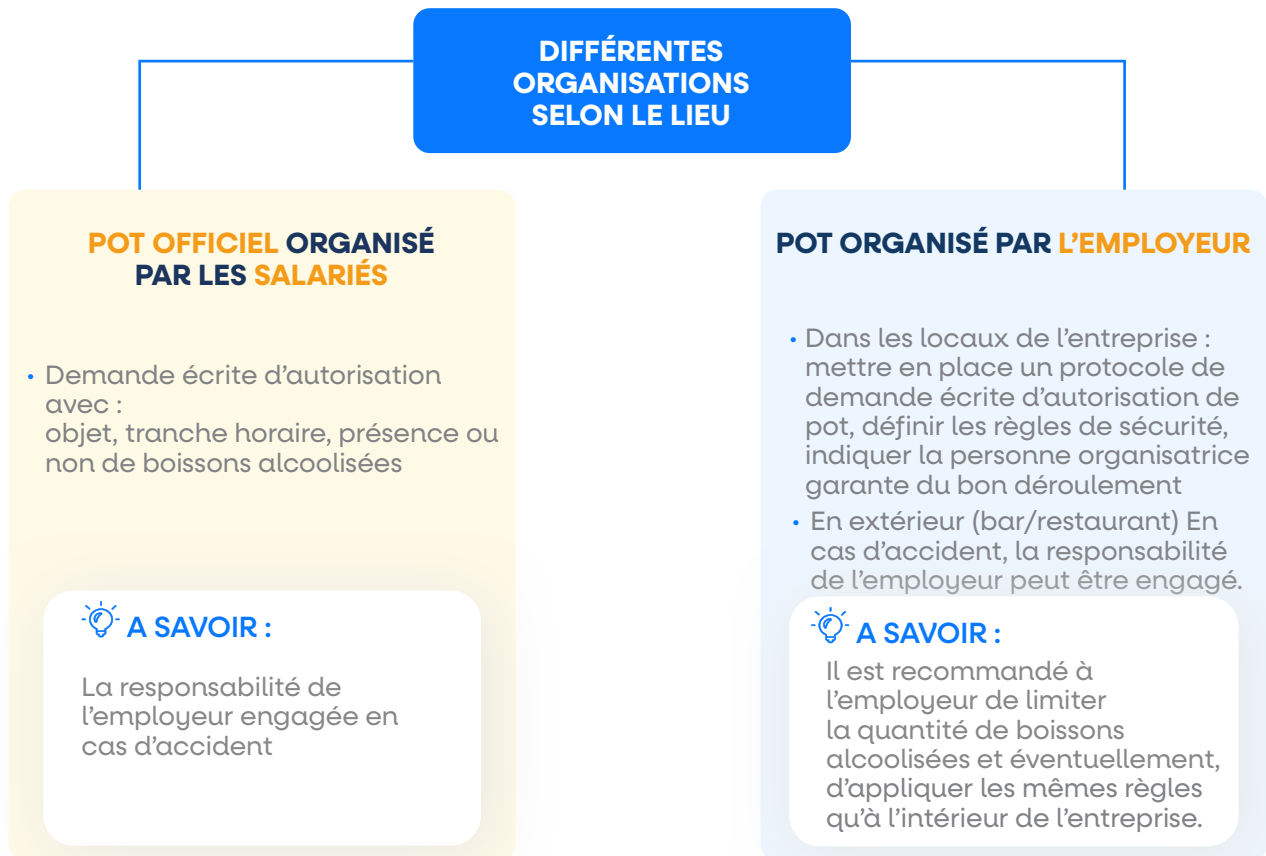 DIFFÉRENTES
ORGANISATIONS
SELON LE LIEU
POT OFFICIEL ORGANISÉ
PAR LES SALARIÉS
• Demande écrite d'autorisation
avec :
objet, tranche horaire, présence ou
non de boissons alcoolisées
A SAVOIR :
La responsabilité de
l'employeur engagée en
cas d'accident
POT ORGANISÉ PAR L'EMPLOYEUR
• Dans les locaux de l'entreprise :
mettre en place un protocole de
demande écrite d'autorisation de
pot, définir les règles de sécurité,
indiquer la personne organisatrice
garante du bon déroulement
• En extérieur (bar/restaurant) En
cas d'accident, la responsabilité
de l'employeur peut être engagé.
A SAVOIR :
Il est recommandé à
l'employeur de limiter
la quantité de boissons
alcoolisées et éventuellement,
d'appliquer les mêmes règles
qu'à l'intérieur de l'entreprise.